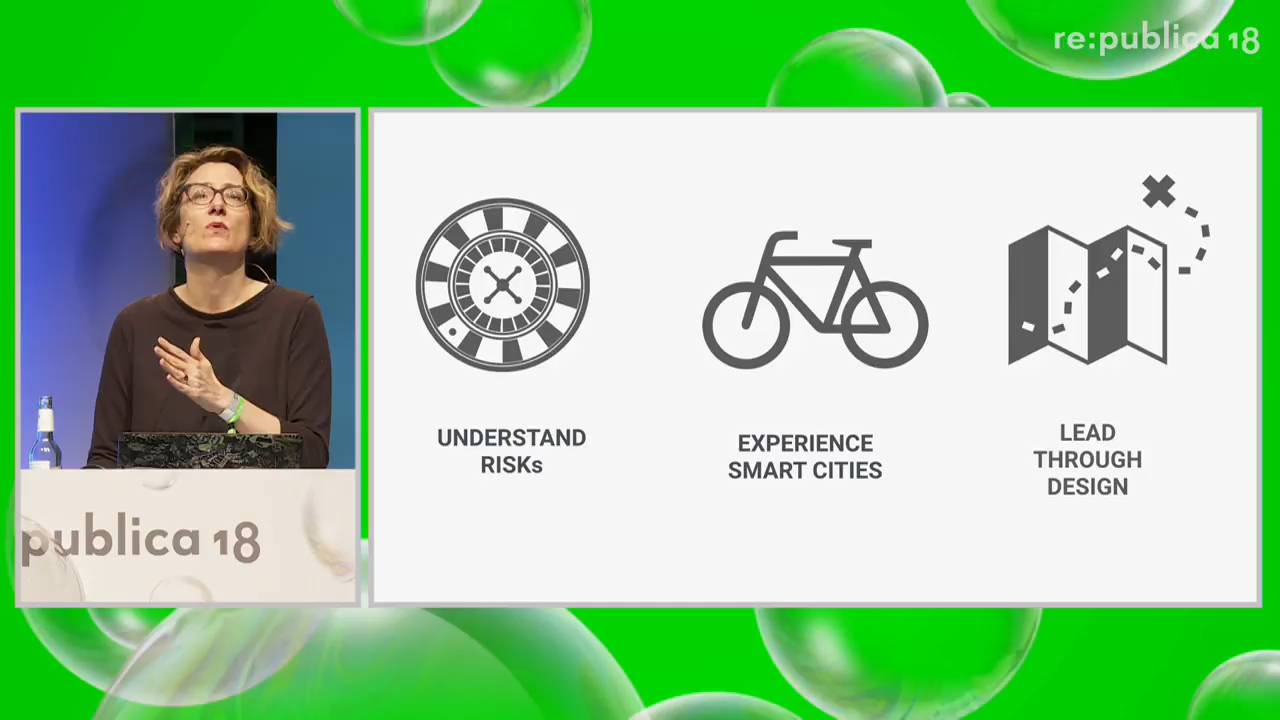 re:publica 18
UNDERSTAND
RISKs
EXPERIENCE
SMART CITIES
LEAD
THROUGH
DESIGN
publica 18